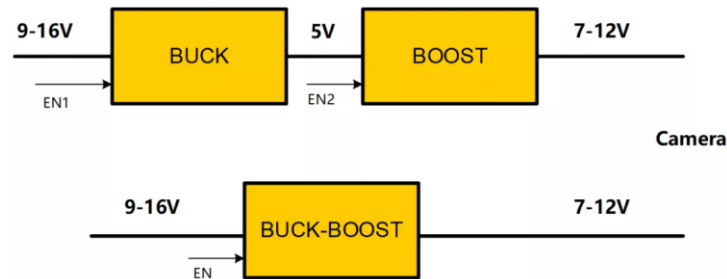 9-16V 5V 7-12V
BUCK BOOST
EN1 EN2
Camera
9-16V 7-12V
BUCK-BOOST
EN